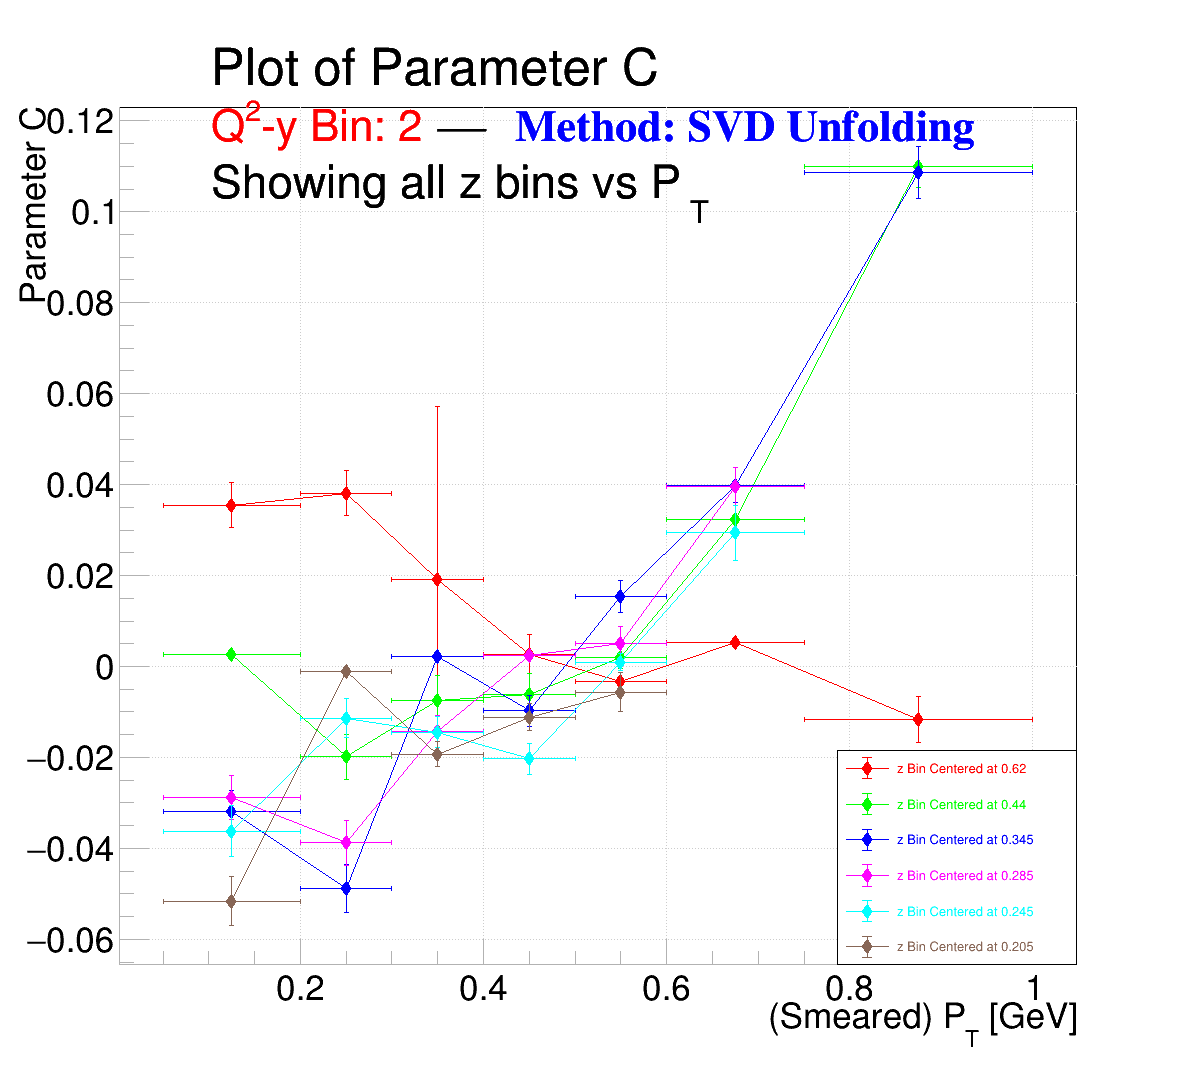 Plot of Parameter C
Q²-y Bin: 2 — Method: SVD Unfolding
Showing all z bins vs P_T
Parameter C
0.12
0.1
0.08
0.06
0.04
0.02
0
−0.02
−0.04
−0.06
z Bin Centered at 0.62
z Bin Centered at 0.44
z Bin Centered at 0.345
z Bin Centered at 0.285
z Bin Centered at 0.245
z Bin Centered at 0.205
0.2 0.4 0.6 0.8 1
(Smeared) P_T [GeV]